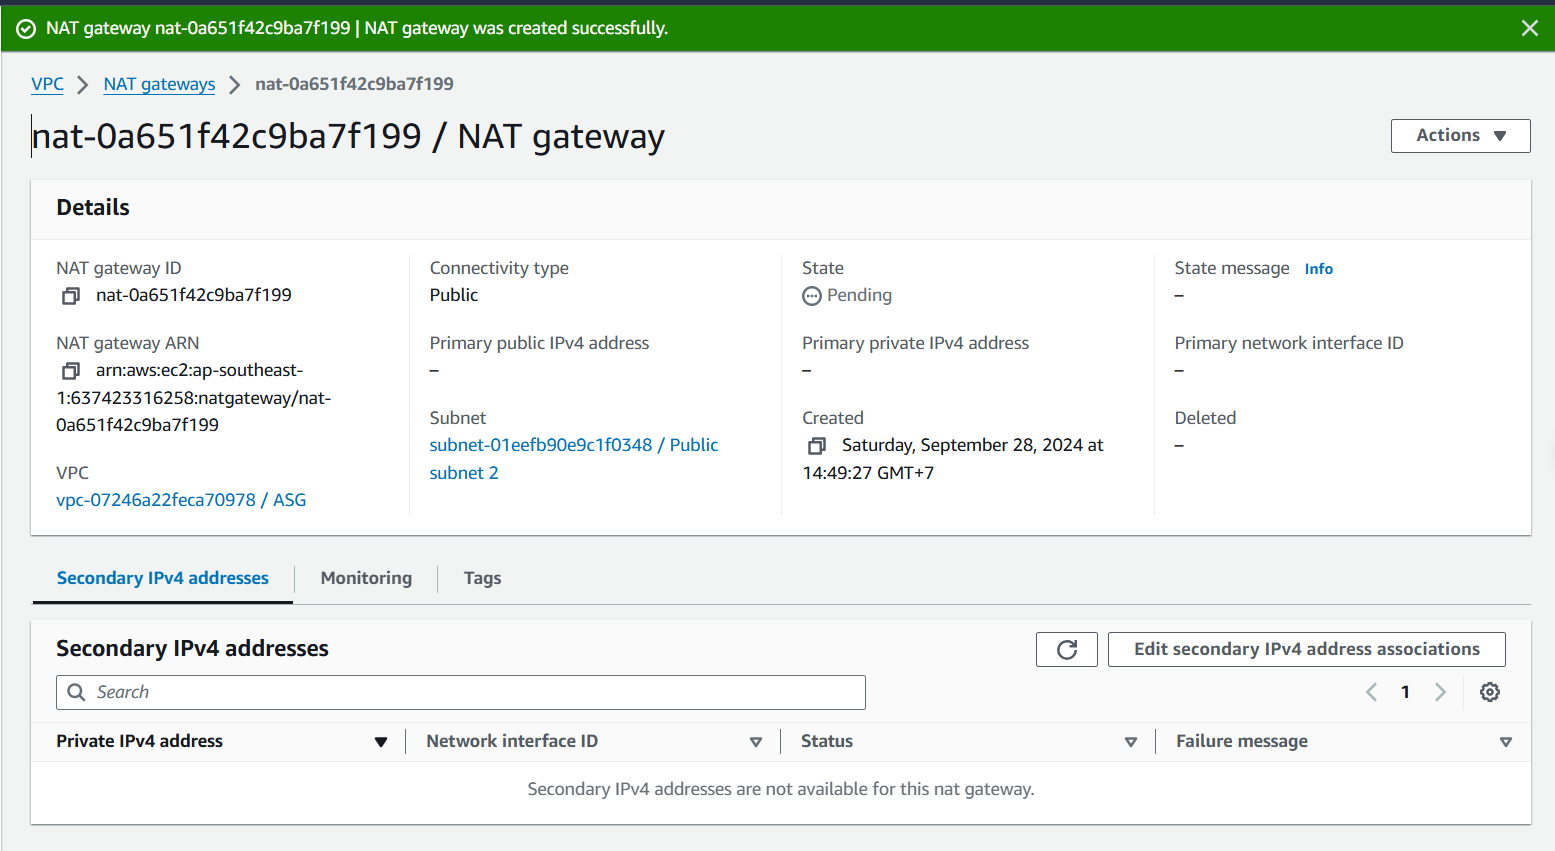 NAT gateway nat-0a651f42c9ba7f199 | NAT gateway was created successfully.
VPC
NAT gateways
nat-0a651f42c9ba7f199
nat-0a651f42c9ba7f199 / NAT gateway
Actions
Details
NAT gateway ID
nat-0a651f42c9ba7f199
Connectivity type
Public
State
Pending
State message Info
–
NAT gateway ARN
arn:aws:ec2:ap-southeast-
1:637423316258:natgateway/nat-
0a651f42c9ba7f199
Primary public IPv4 address
–
Primary private IPv4 address
–
Primary network interface ID
–
VPC
vpc-07246a22feca70978 / ASG
Subnet
subnet-01eefb90e9c1f0348 / Public
subnet 2
Created
Saturday, September 28, 2024 at
14:49:27 GMT+7
Deleted
–
Secondary IPv4 addresses
Monitoring
Tags
Secondary IPv4 addresses
Edit secondary IPv4 address associations
Search
1
Private IPv4 address
Network interface ID
Status
Failure message
Secondary IPv4 addresses are not available for this nat gateway.